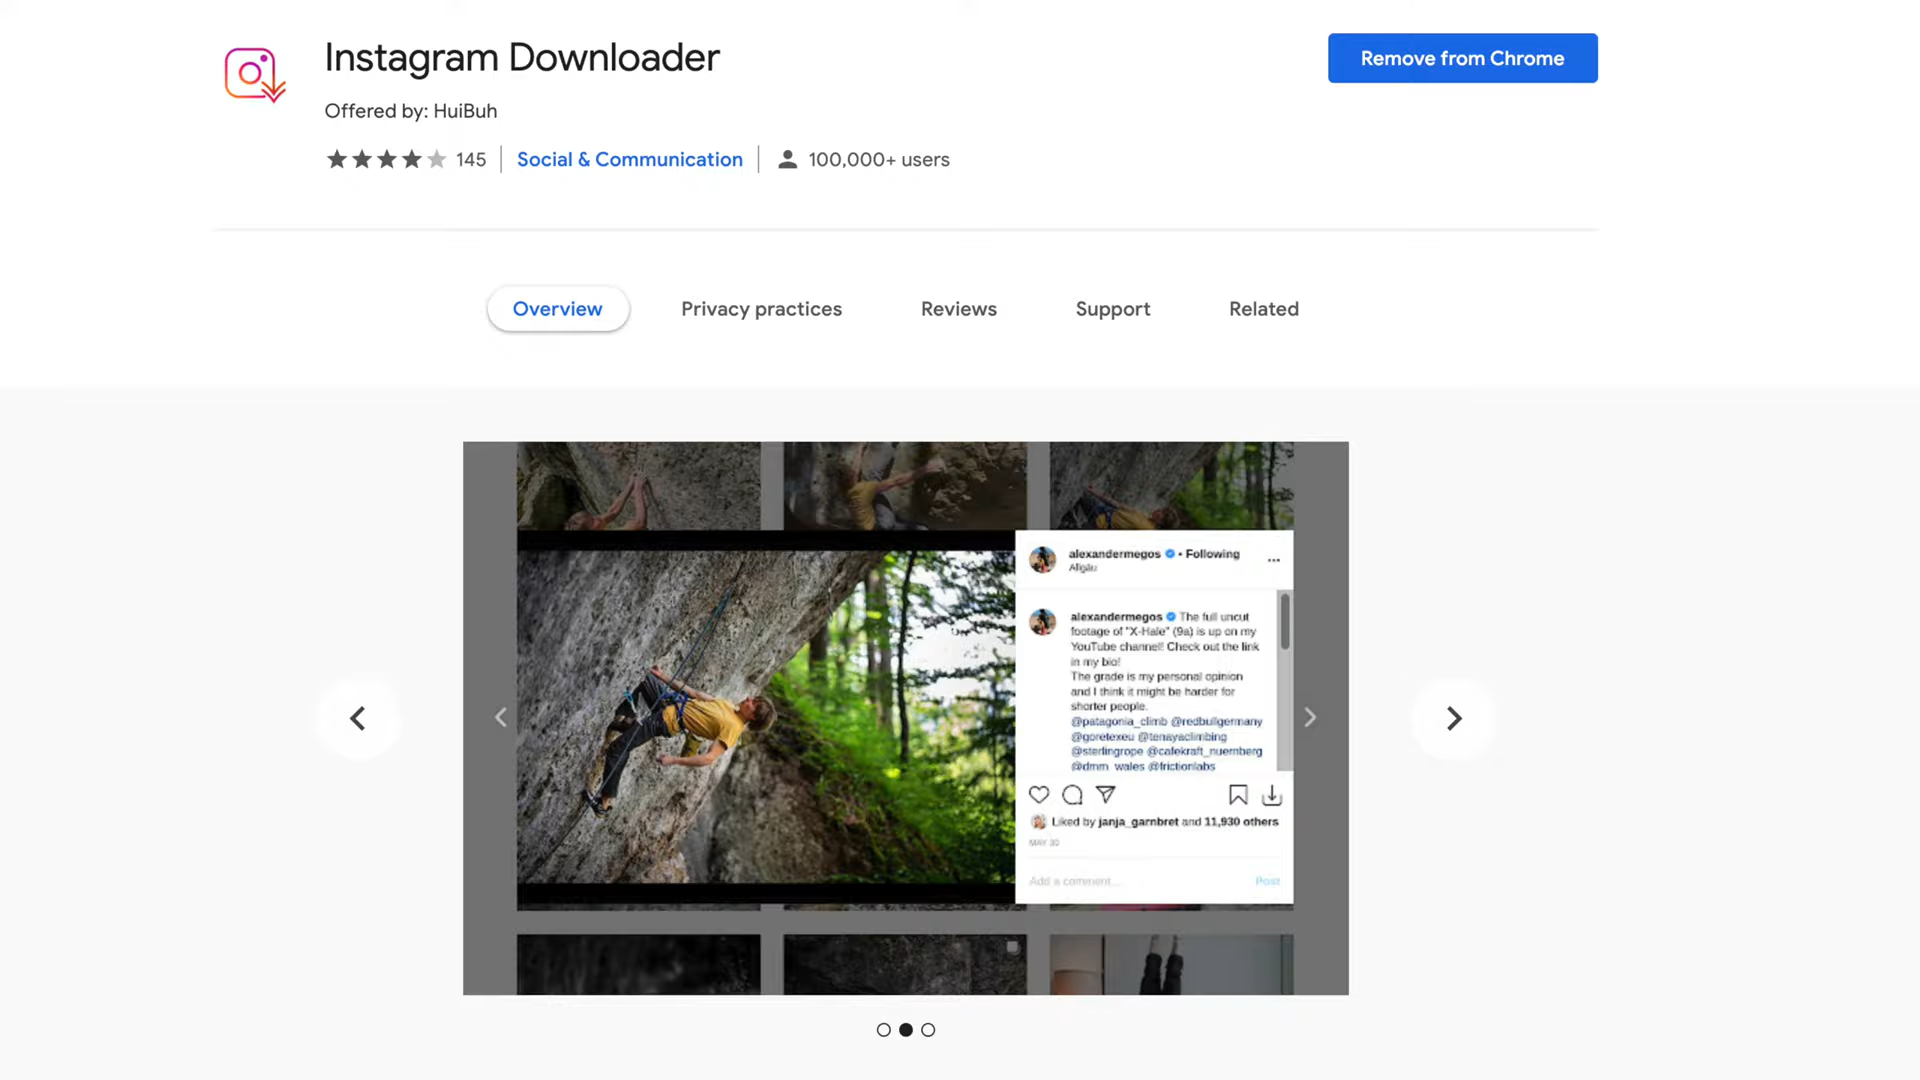 Instagram Downloader
Remove from Chrome
Offered by: HuiBuh
145
Social & Communication
100,000+ users
Overview
Privacy practices
Reviews
Support
Related
alexandermegos • Following
Allgäu
alexandermegos The full uncut
footage of "X-Hale" (9a) is up on my
YouTube channel! Check out the link
in my bio!
The grade is my personal opinion
and I think it might be harder for
shorter people.
@patagonia_climb @redbullgermany
@goretexeu @tenayaclimbing
@sterlingrope @cafekraft_nuernberg
@dmm_wales @frictionlabs
Liked by janja_garnbret and 11,930 others
MAY 30
Add a comment...
Post